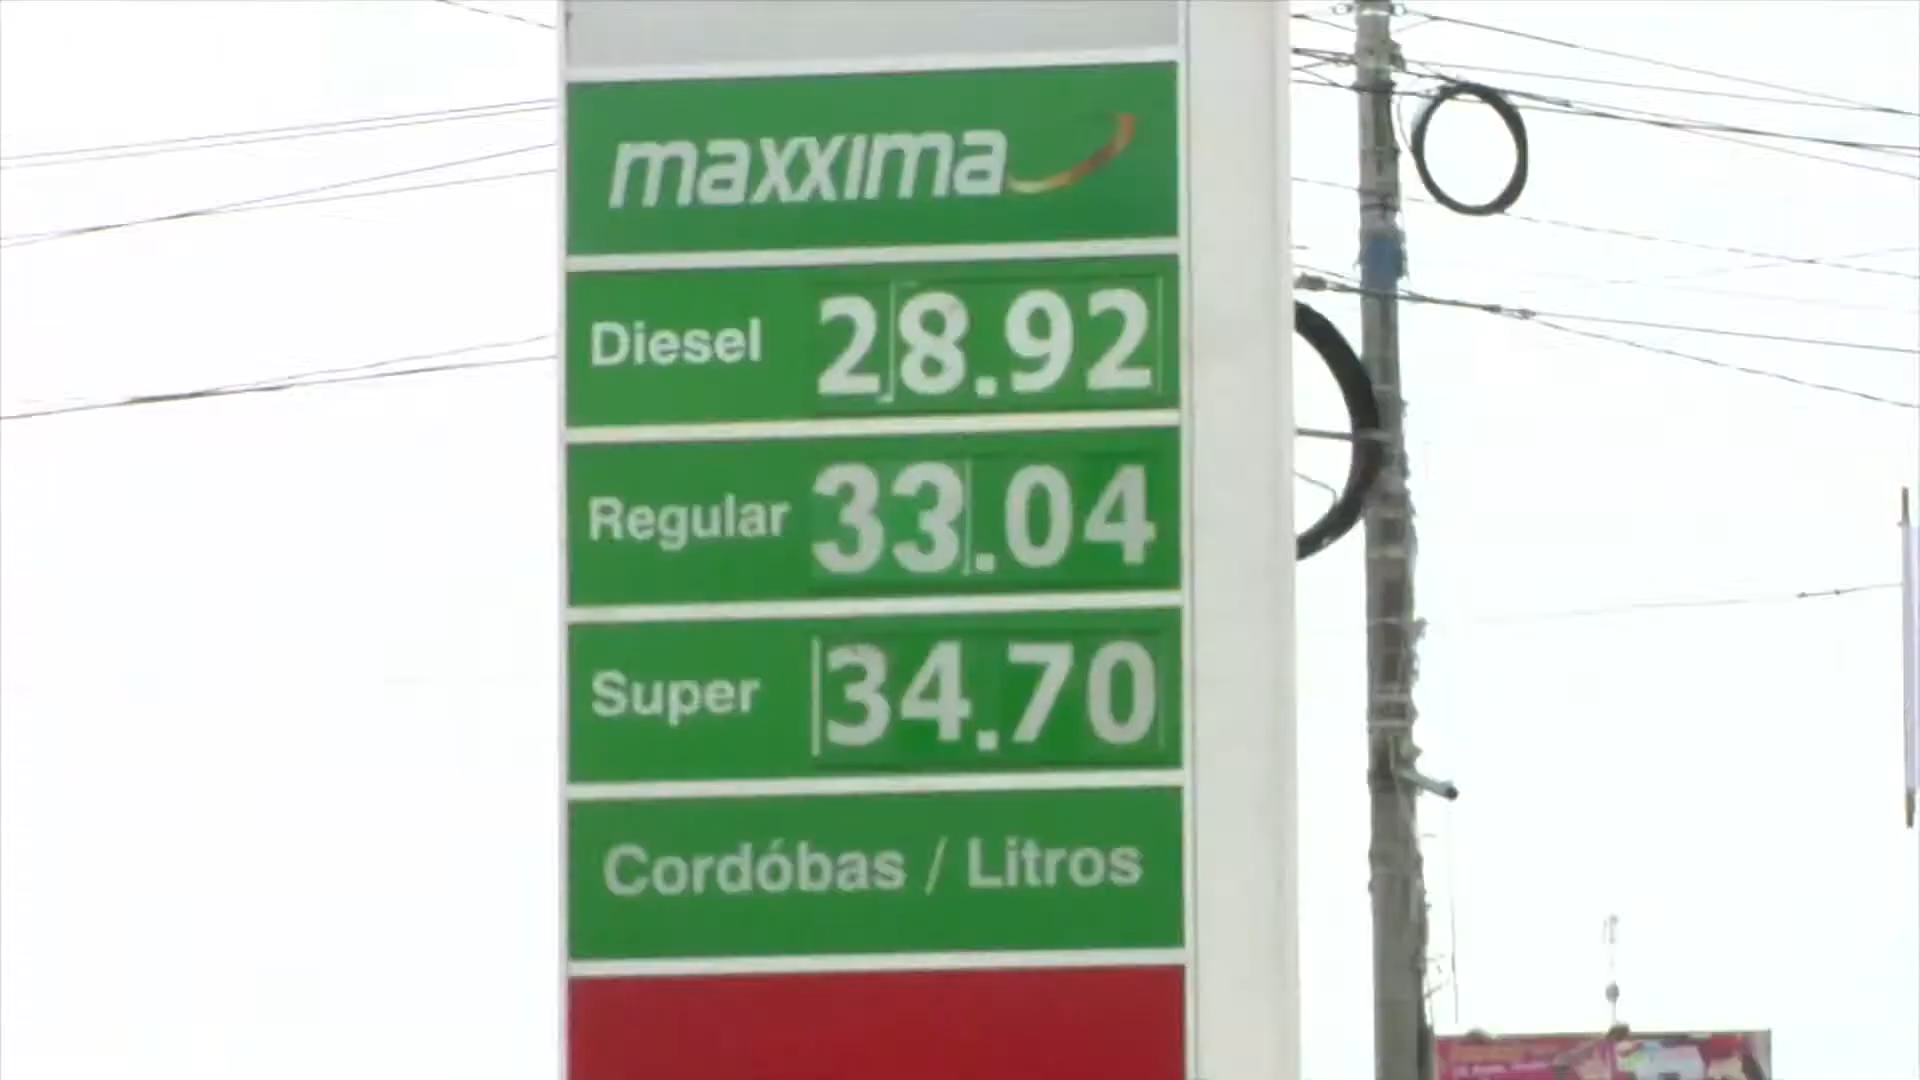 maxxima
Diesel 28.92
Regular 33.04
Super 34.70
Cordóbas / Litros